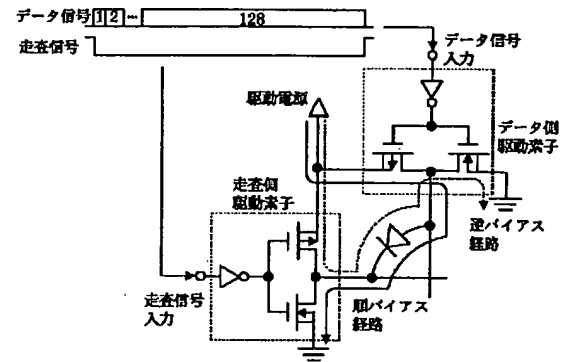 データ信号 1 2 … 128
走査信号
データ信号
入力
駆動電源
データ側
駆動素子
走査側
駆動素子
逆バイアス
経路
走査信号
入力
順バイアス
経路